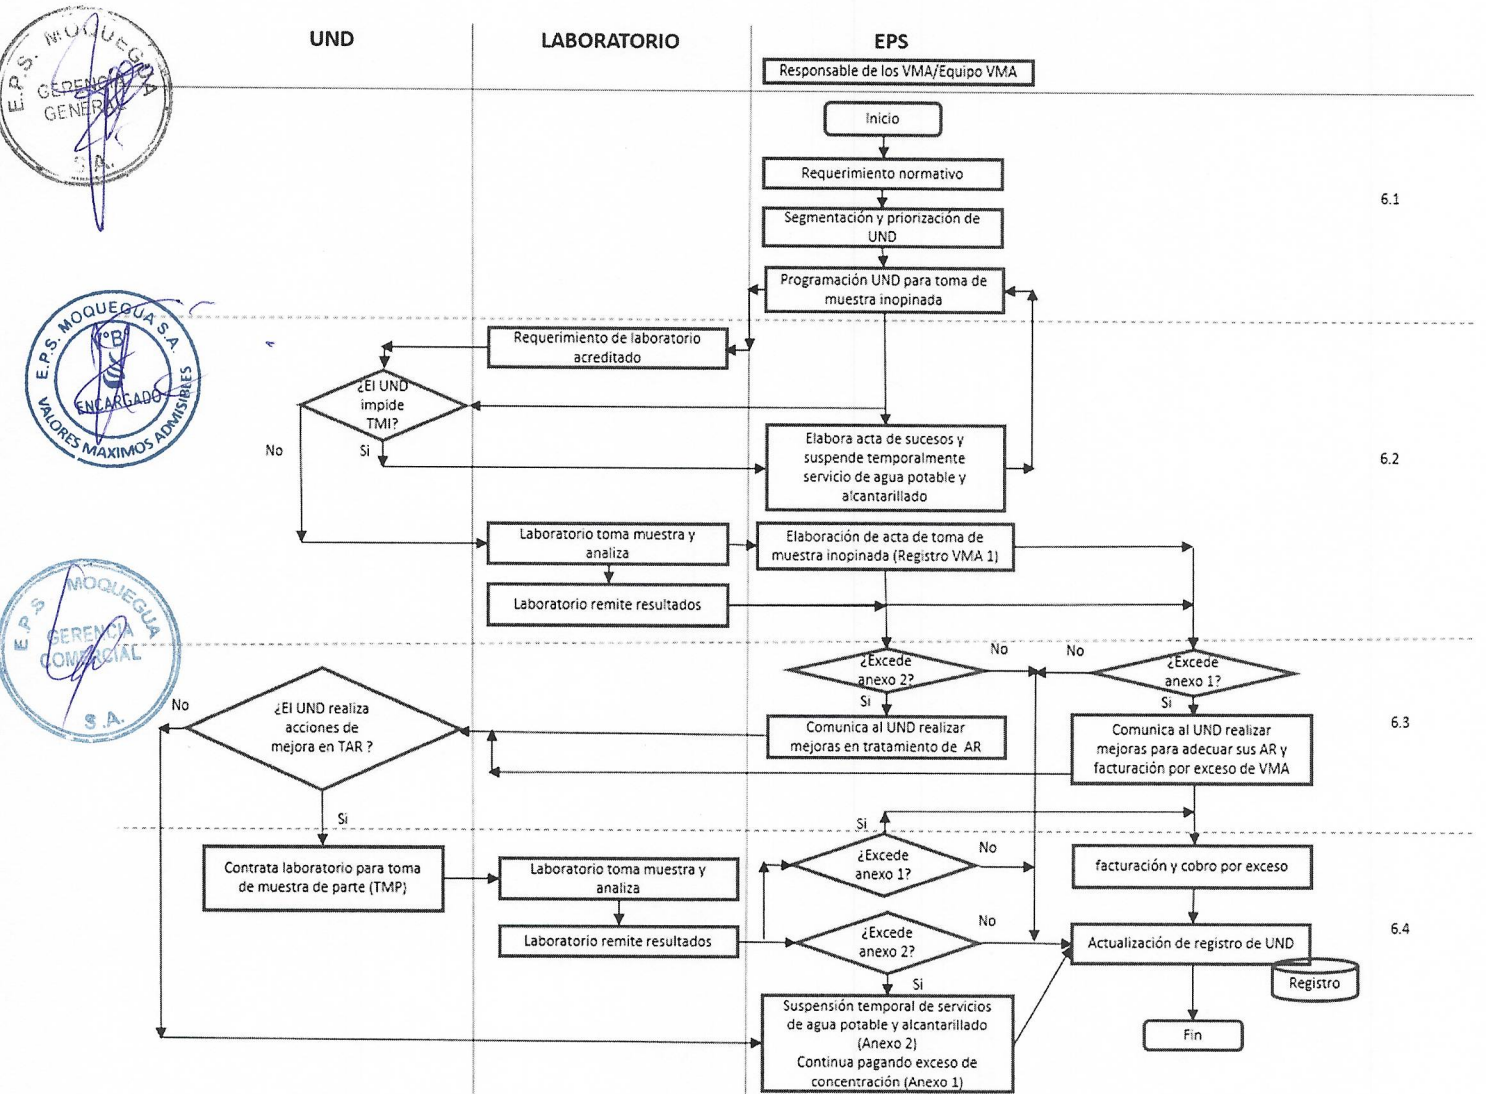 UND
LABORATORIO
EPS
Responsable de los VMA/Equipo VMA
E.P.S. MOQUEGUA
GERENCIA
GENERAL
S.A.
Inicio
Requerimiento normativo
6.1
Segmentación y priorización de
UND
Programación UND para toma de
muestra inopinada
E.P.S. MOQUEGUA S.A.
ENCARGADO
VALORES MAXIMOS ADMISIBLES
Requerimiento de laboratorio
acreditado
¿El UND
impide
TMI?
No
Si
Elabora acta de sucesos y
suspende temporalmente
servicio de agua potable y
alcantarillado
6.2
Laboratorio toma muestra y
analiza
Elaboración de acta de toma de
muestra inopinada (Registro VMA 1)
Laboratorio remite resultados
E.P.S MOQUEGUA
GERENCIA
COMERCIAL
S.A.
¿Excede
anexo 2?
No
No
¿Excede
anexo 1?
Si
Si
No
¿El UND realiza
acciones de
mejora en TAR ?
Comunica al UND realizar
mejoras en tratamiento de AR
Comunica al UND realizar
mejoras para adecuar sus AR y
facturación por exceso de VMA
6.3
Si
Si
Contrata laboratorio para toma
de muestra de parte (TMP)
Laboratorio toma muestra y
analiza
¿Excede
anexo 1?
No
facturación y cobro por exceso
Laboratorio remite resultados
¿Excede
anexo 2?
No
Actualización de registro de UND
6.4
Registro
Si
Suspensión temporal de servicios
de agua potable y alcantarillado
(Anexo 2)
Continua pagando exceso de
concentración (Anexo 1)
Fin